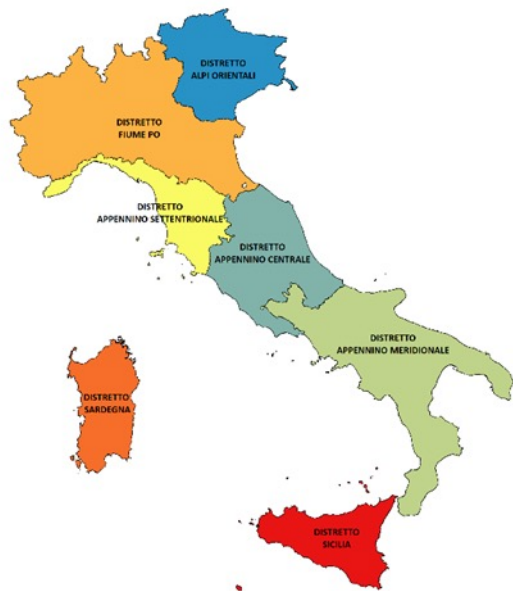 DISTRETTO
ALPI ORIENTALI
DISTRETTO
FIUME PO
DISTRETTO
APPENNINO SETTENTRIONALE
DISTRETTO
APPENNINO CENTRALE
DISTRETTO
APPENNINO MERIDIONALE
DISTRETTO
SARDEGNA
DISTRETTO
SICILIA